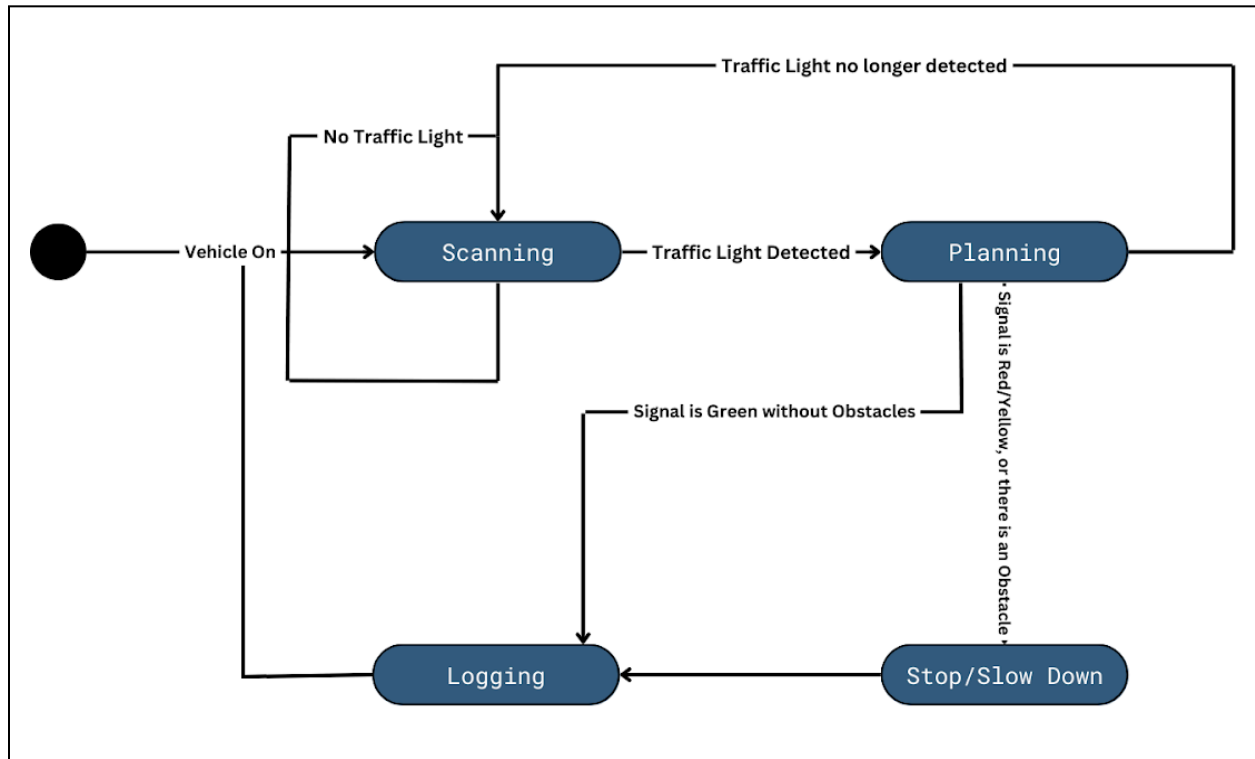 Traffic Light no longer detected
No Traffic Light
Vehicle On
Scanning
Traffic Light Detected
Planning
Signal is Red/Yellow, or there is an Obstacle
Signal is Green without Obstacles
Logging
Stop/Slow Down